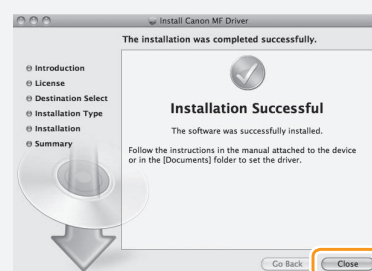 Install Canon MF Driver
The installation was completed successfully.
Introduction
License
Destination Select
Installation Type
Installation
Summary
Installation Successful
The software was successfully installed.
Follow the instructions in the manual attached to the device
or in the [Documents] folder to set the driver.
Go Back
Close